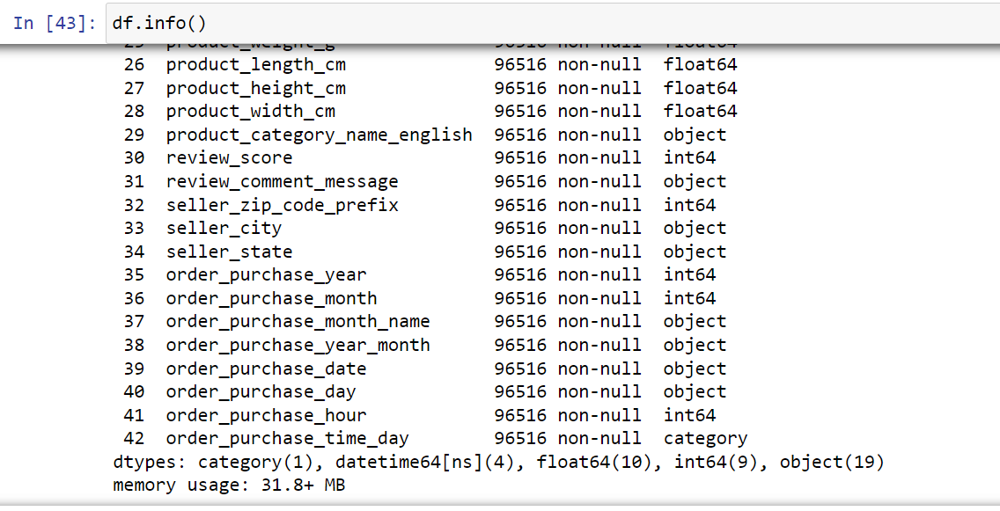 In [43]: df.info()
26 product_length_cm 96516 non-null float64
27 product_height_cm 96516 non-null float64
28 product_width_cm 96516 non-null float64
29 product_category_name_english 96516 non-null object
30 review_score 96516 non-null int64
31 review_comment_message 96516 non-null object
32 seller_zip_code_prefix 96516 non-null int64
33 seller_city 96516 non-null object
34 seller_state 96516 non-null object
35 order_purchase_year 96516 non-null int64
36 order_purchase_month 96516 non-null int64
37 order_purchase_month_name 96516 non-null object
38 order_purchase_year_month 96516 non-null object
39 order_purchase_date 96516 non-null object
40 order_purchase_day 96516 non-null object
41 order_purchase_hour 96516 non-null int64
42 order_purchase_time_day 96516 non-null category
dtypes: category(1), datetime64[ns](4), float64(10), int64(9), object(19)
memory usage: 31.8+ MB